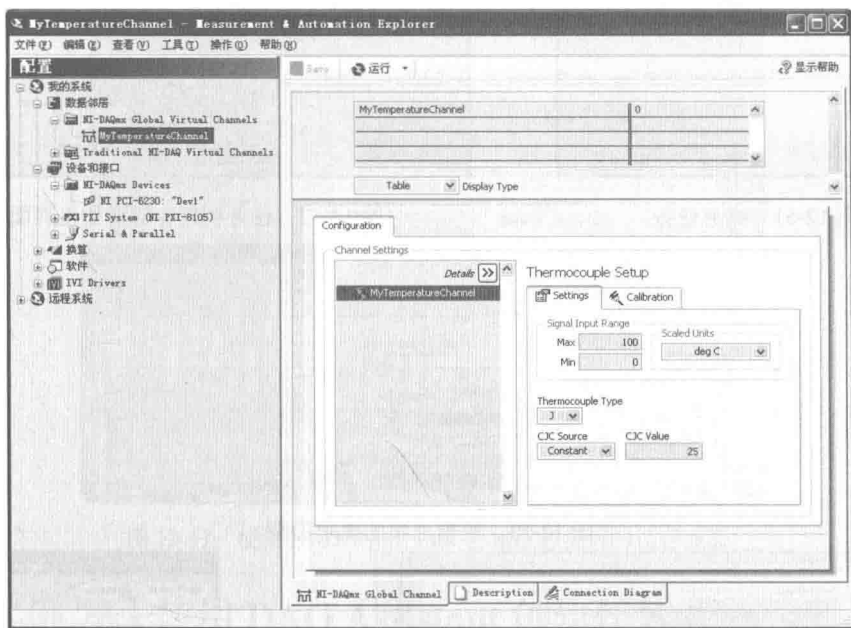 MyTemperatureChannel - Measurement & Automation Explorer
文件(F) 编辑(E) 查看(V) 工具(T) 操作(O) 帮助(H)
配置
Save 运行 显示帮助
我的系统
数据邻居
NI-DAQmx Global Virtual Channels
MyTemperatureChannel
Traditional NI-DAQ Virtual Channels
设备和接口
NI-DAQmx Devices
NI PCI-6230: "Dev1"
PXI PXI System (NI PXI-8105)
Serial & Parallel
换算
软件
IVI Drivers
远程系统
MyTemperatureChannel 0
Table Display Type
Configuration
Channel Settings
Details
MyTemperatureChannel
Thermocouple Setup
Settings Calibration
Signal Input Range
Scaled Units
Max 100
deg C
Min 0
Thermocouple Type
J
CJC Source CJC Value
Constant 25
NI-DAQmx Global Channel Description Connection Diagram